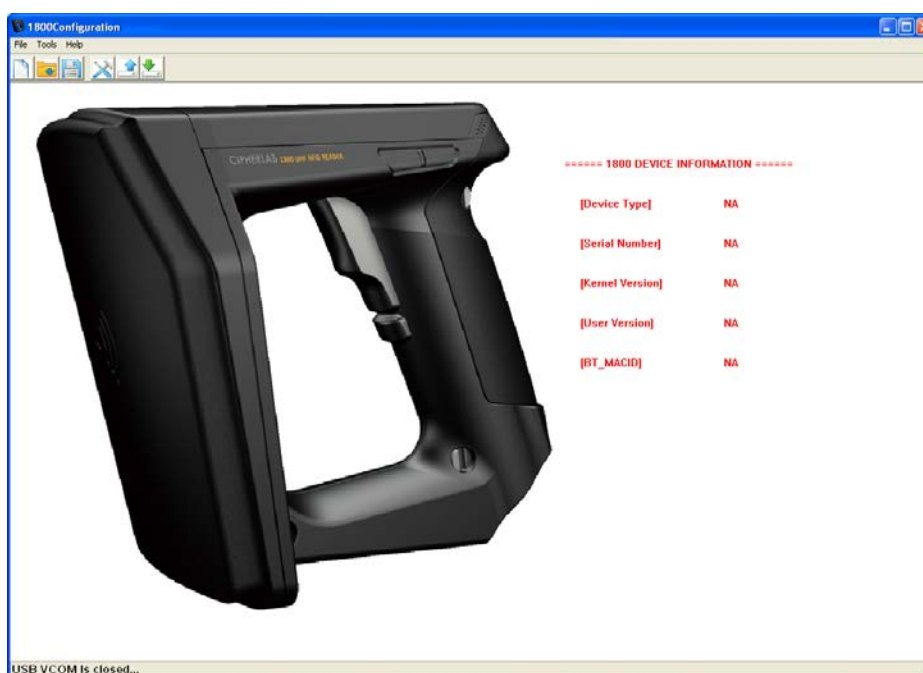 1800Configuration
File Tools Help
CIPHERLAB 1800 UHF RFID READER
====== 1800 DEVICE INFORMATION ======
[Device Type] NA
[Serial Number] NA
[Kernel Version] NA
[User Version] NA
[BT_MACID] NA
USB VCOM is closed...